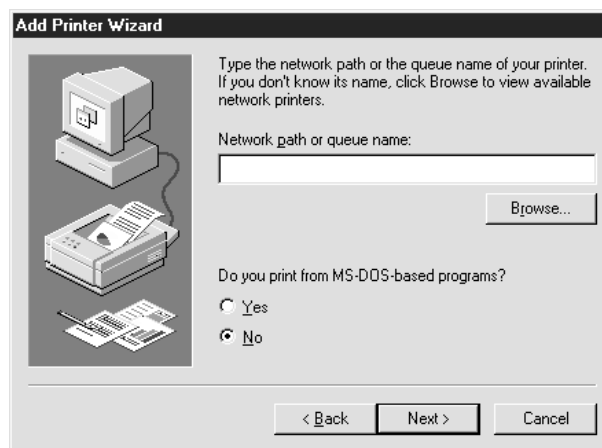 Add Printer Wizard
Type the network path or the queue name of your printer.
If you don't know its name, click Browse to view available
network printers.
Network path or queue name:
Browse...
Do you print from MS-DOS-based programs?
Yes
No
< Back
Next >
Cancel